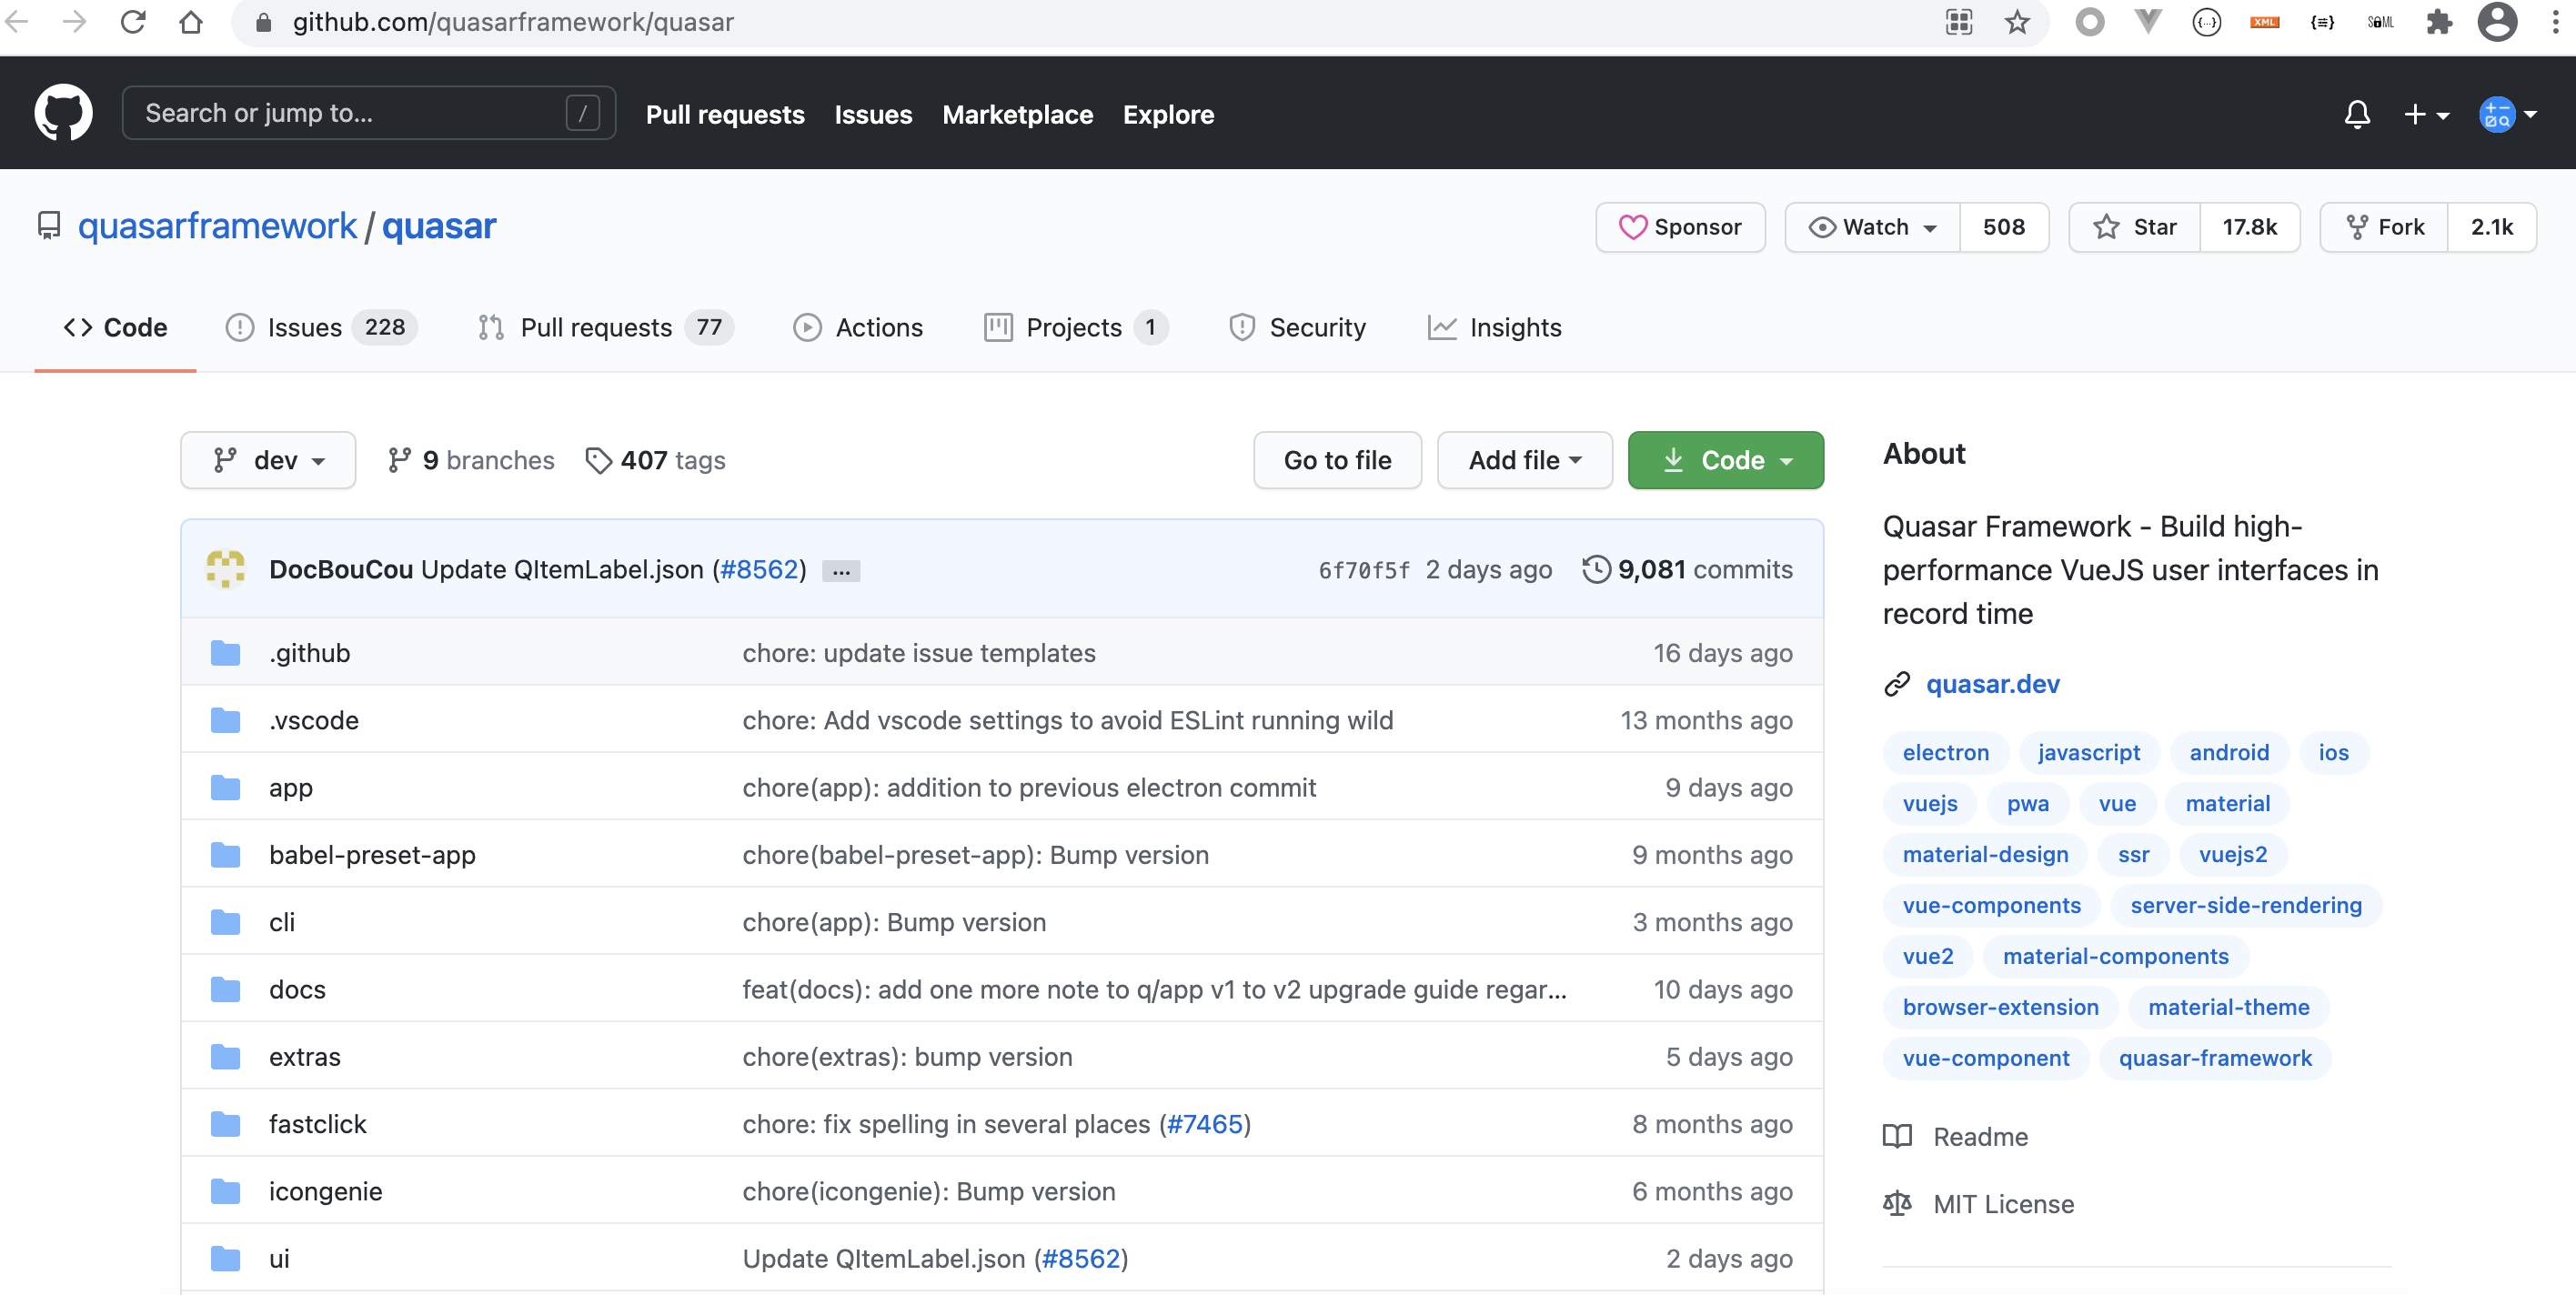 github.com/quasarframework/quasar
XML
Search or jump to... /
Pull requests Issues Marketplace Explore
quasarframework / quasar
Sponsor Watch 508 Star 17.8k Fork 2.1k
Code Issues 228 Pull requests 77 Actions Projects 1 Security Insights
dev 9 branches 407 tags Go to file Add file Code
DocBouCou Update QItemLabel.json (#8562) ... 6f70f5f 2 days ago 9,081 commits
.github chore: update issue templates 16 days ago
.vscode chore: Add vscode settings to avoid ESLint running wild 13 months ago
app chore(app): addition to previous electron commit 9 days ago
babel-preset-app chore(babel-preset-app): Bump version 9 months ago
cli chore(app): Bump version 3 months ago
docs feat(docs): add one more note to q/app v1 to v2 upgrade guide regar... 10 days ago
extras chore(extras): bump version 5 days ago
fastclick chore: fix spelling in several places (#7465) 8 months ago
icongenie chore(icongenie): Bump version 6 months ago
ui Update QItemLabel.json (#8562) 2 days ago
About
Quasar Framework - Build high-
performance VueJS user interfaces in
record time
quasar.dev
electron javascript android ios
vuejs pwa vue material
material-design ssr vuejs2
vue-components server-side-rendering
vue2 material-components
browser-extension material-theme
vue-component quasar-framework
Readme
MIT License